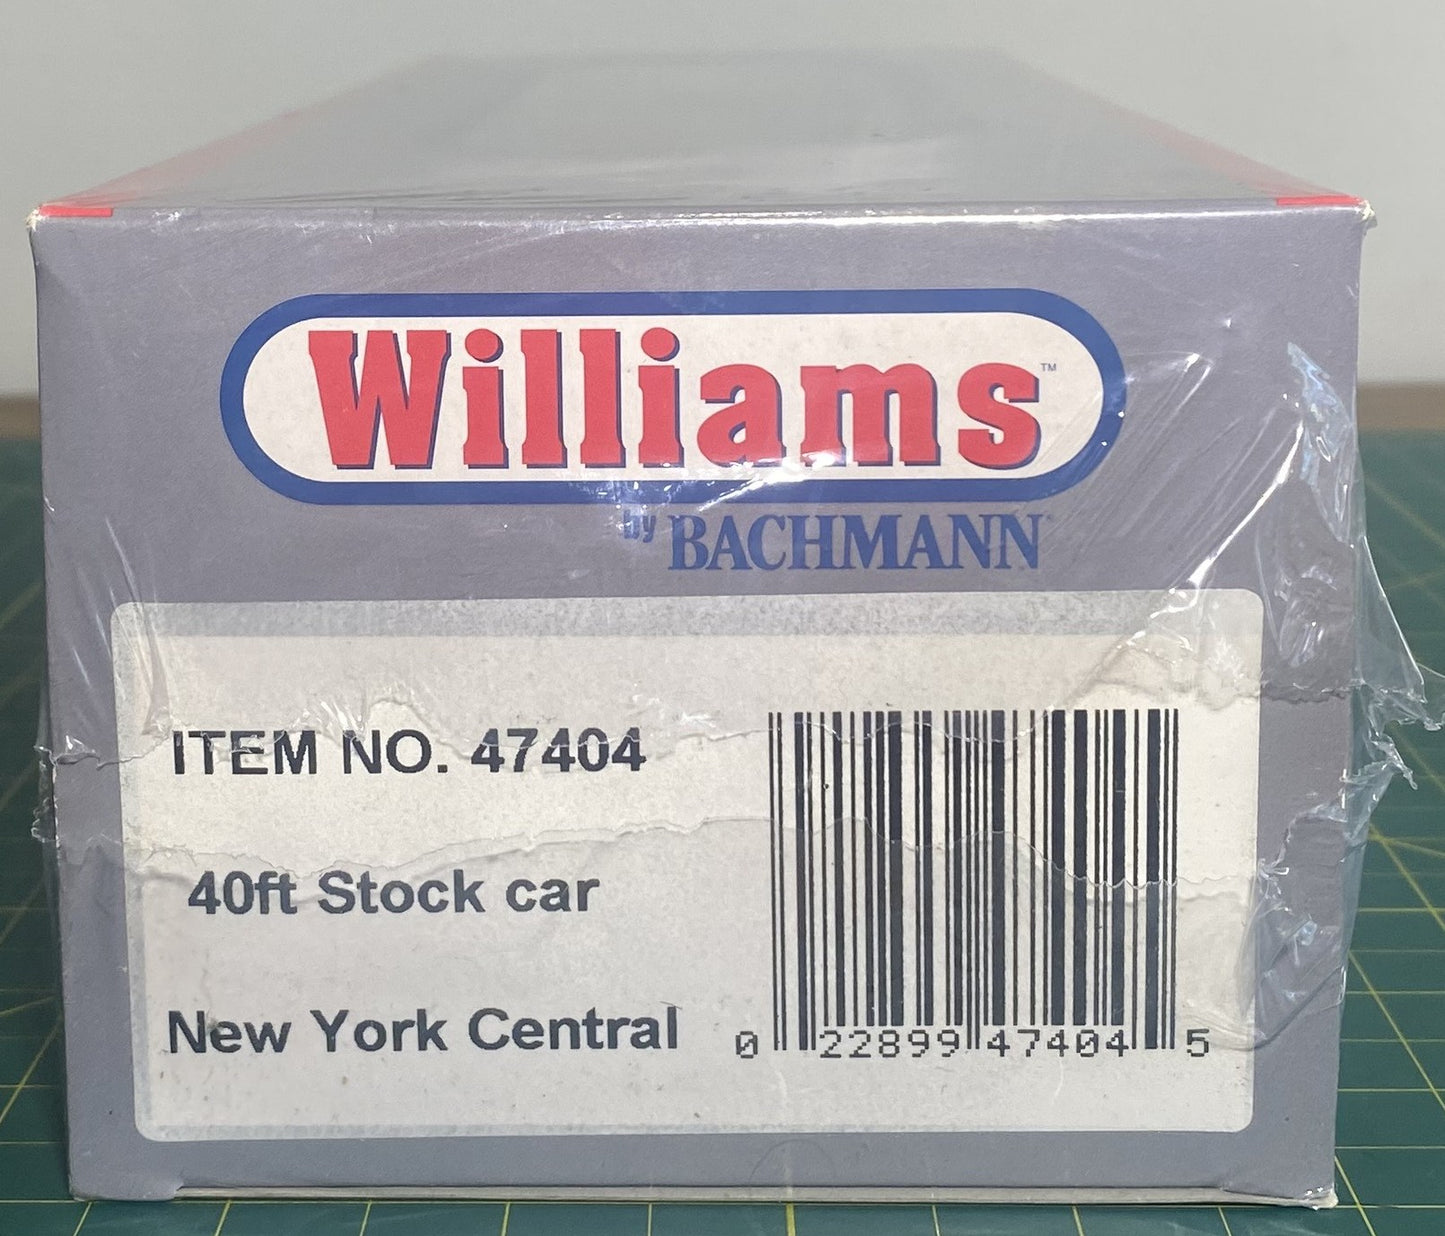 Williams™
by BACHMANN
ITEM NO. 47404
40ft Stock car
New York Central
0 22899 47404 5